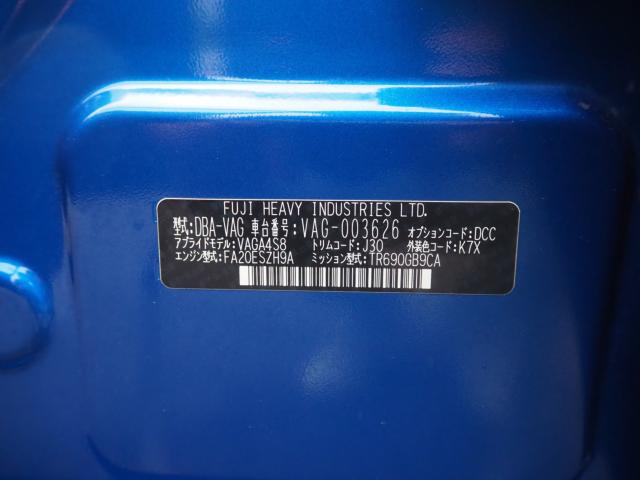 FUJI HEAVY INDUSTRIES LTD.
型式:DBA-VAG 車台番号:VAG-003626 オプションコード:DCC
アプライドモデル:VAGA4S8 トリムコード:J30 外装色コード:K7X
エンジン型式:FA20ESZH9A ミッション型式:TR690GB9CA